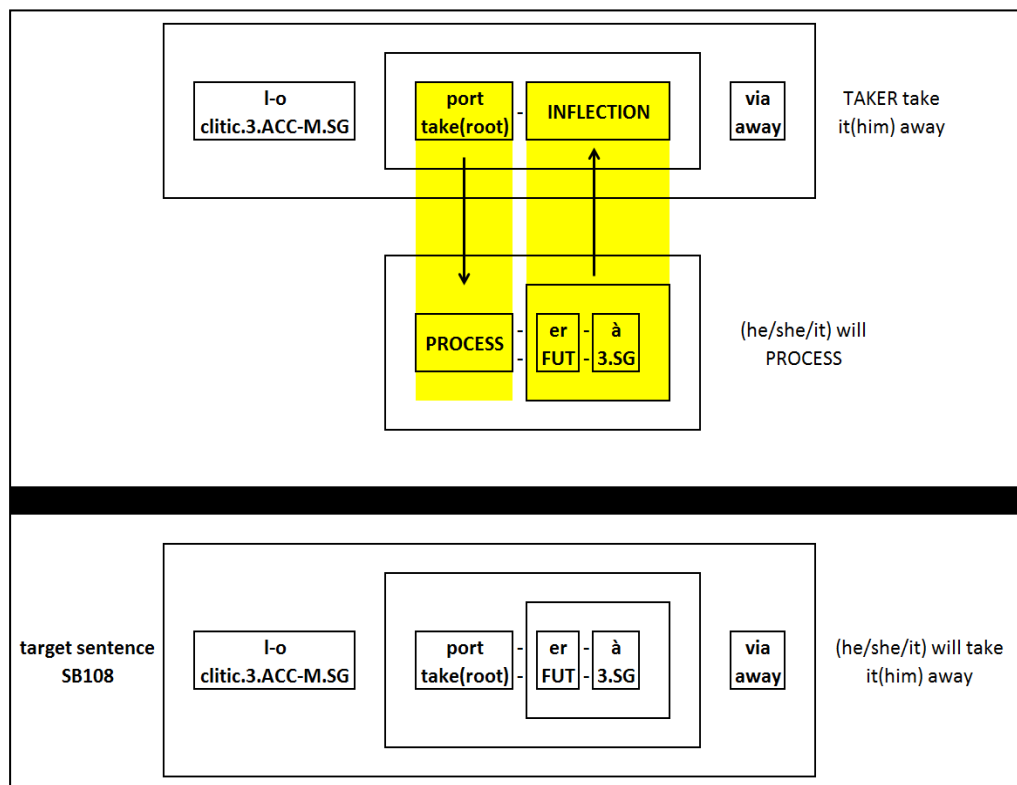 l-o
clitic.3.ACC-M.SG
port
take(root)
-
INFLECTION
via
away
TAKER take
it(him) away
PROCESS
-
-
er
FUT
-
à
3.SG
(he/she/it) will
PROCESS
target sentence
SB108
l-o
clitic.3.ACC-M.SG
port
take(root)
-
-
er
FUT
-
-
à
3.SG
via
away
(he/she/it) will take
it(him) away